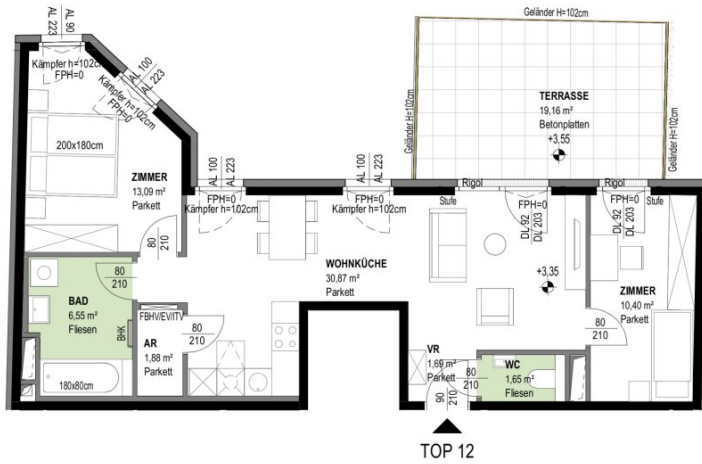 Geländer H=102cm
AL 90
AL 223
Kämpfer h=102cm
FPH=0
AL 100
AL 223
Kämpfer h=102cm
FPH=0
Geländer H=102cm
TERRASSE
19,16 m²
Betonplatten
+3,55
Geländer H=102cm
200x180cm
ZIMMER
13,09 m²
Parkett
AL 100
AL 223
FPH=0
Kämpfer h=102cm
AL 100
AL 223
FPH=0
Kämpfer h=102cm
Rigol
Stufe
FPH=0
DL 92
DL 203
Rigol
Stufe
FPH=0
DL 92
DL 203
80
210
WOHNKÜCHE
30,87 m²
Parkett
+3,35
ZIMMER
10,40 m²
Parkett
80
210
80
210
BAD
6,55 m²
Fliesen
BHK
FBHV/EV/ITV
AR
1,88 m²
Parkett
80
210
180x80cm
VR
1,69 m²
Parkett
80
210
WC
1,65 m²
Fliesen
90
210
TOP 12